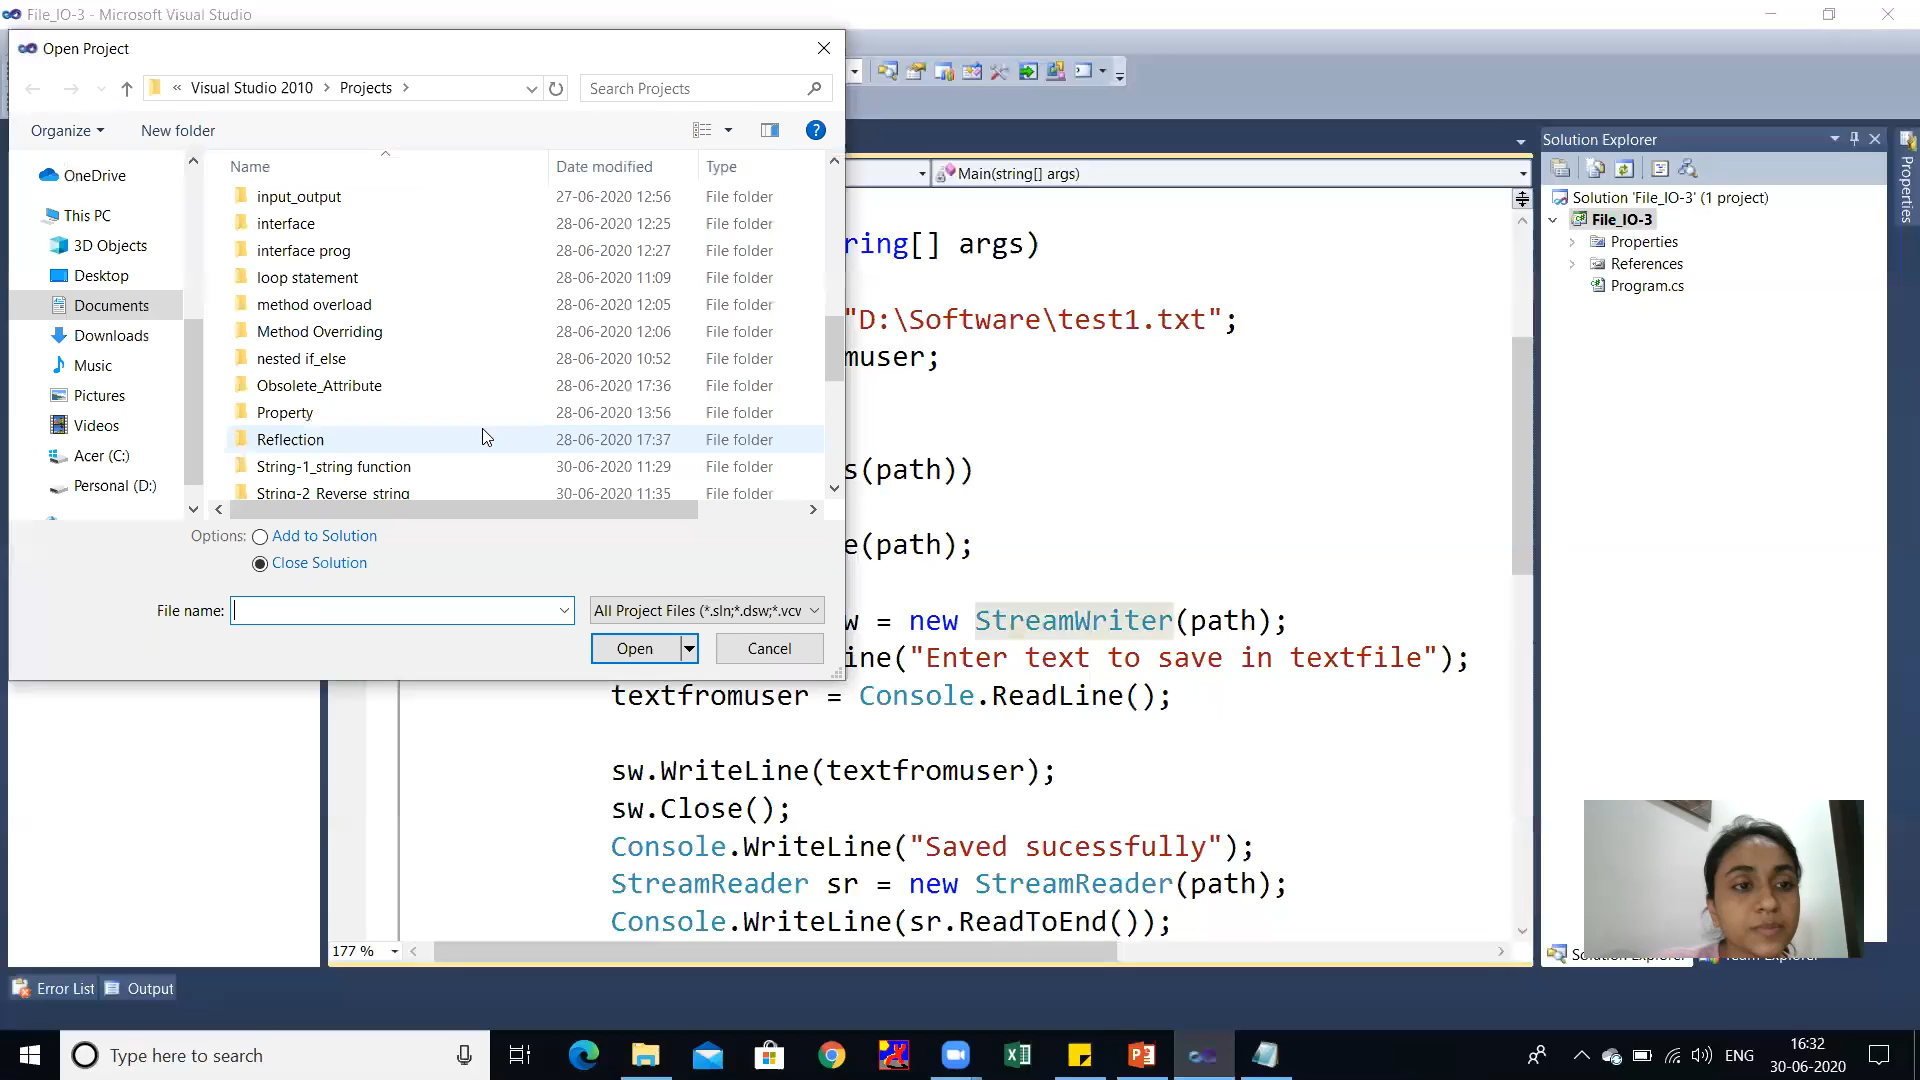 File_IO-3 - Microsoft Visual Studio
Open Project
« Visual Studio 2010 › Projects ›
Search Projects
Organize
New folder
?
Name
Date modified
Type
OneDrive
This PC
3D Objects
Desktop
Documents
Downloads
Music
Pictures
Videos
Acer (C:)
Personal (D:)
input_output 27-06-2020 12:56 File folder
interface 28-06-2020 12:25 File folder
interface prog 28-06-2020 12:27 File folder
loop statement 28-06-2020 11:09 File folder
method overload 28-06-2020 12:05 File folder
Method Overriding 28-06-2020 12:06 File folder
nested if_else 28-06-2020 10:52 File folder
Obsolete_Attribute 28-06-2020 17:36 File folder
Property 28-06-2020 13:56 File folder
Reflection 28-06-2020 17:37 File folder
String-1_string function 30-06-2020 11:29 File folder
String-2_Reverse_string 30-06-2020 11:35 File folder
Options: Add to Solution
Close Solution
File name:
All Project Files (*.sln;*.dsw;*.vcw
Open
Cancel
Main(string[] args)
ring[] args)
"D:\Software\test1.txt";
muser;
s(path))
e(path);
w = new StreamWriter(path);
ine("Enter text to save in textfile");
textfromuser = Console.ReadLine();
sw.WriteLine(textfromuser);
sw.Close();
Console.WriteLine("Saved sucessfully");
StreamReader sr = new StreamReader(path);
Console.WriteLine(sr.ReadToEnd());
177 %
Solution Explorer
Solution 'File_IO-3' (1 project)
File_IO-3
Properties
References
Program.cs
Properties
Error List
Output
Type here to search
ENG
16:32
30-06-2020